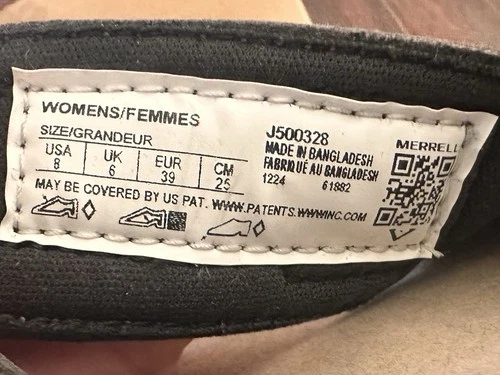 WOMENS/FEMMES
SIZE/GRANDEUR
USA UK EUR CM
8 6 39 25
J500328
MADE IN BANGLADESH
FABRIQUÉ AU BANGLADESH
1224 61882
MERRELL
MAY BE COVERED BY US PAT. WWW.PATENTS.WWWINC.COM